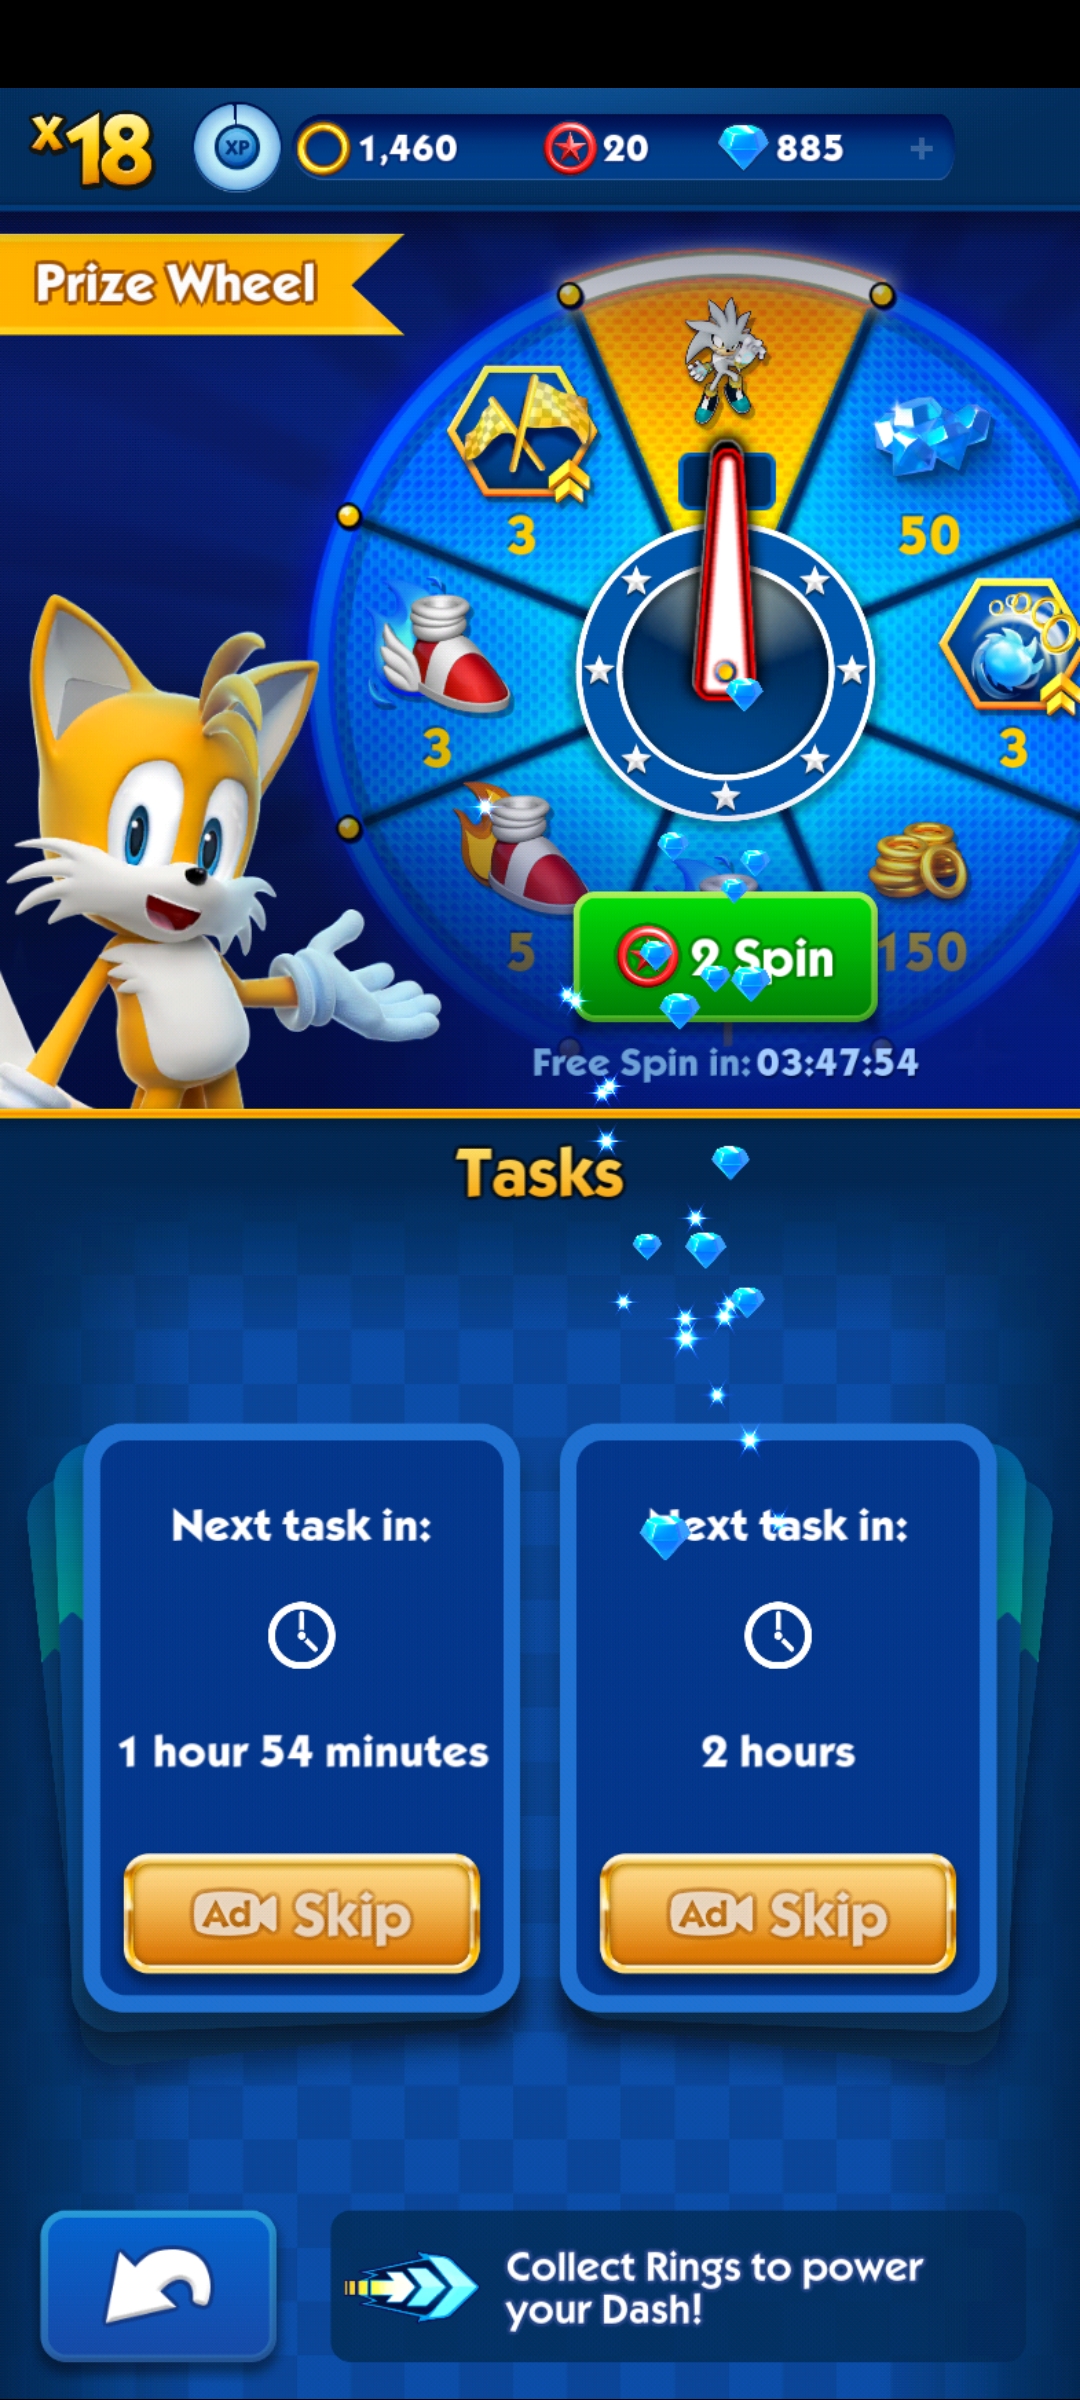 x18
XP
1,460
20
885
+
Prize Wheel
3
50
3
3
5
2 Spin
150
Free Spin in: 03:47:54
Tasks
Next task in:
Next task in:
1 hour 54 minutes
2 hours
Ad Skip
Ad Skip
Collect Rings to power
your Dash!